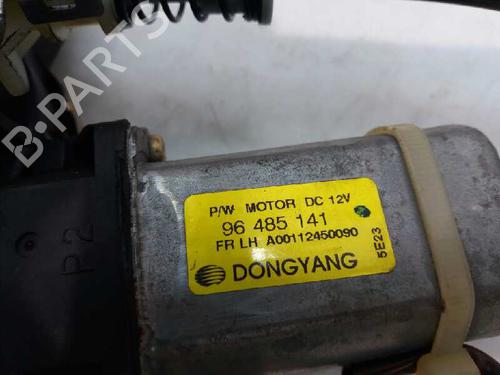 B-PARTS
P2
P/W MOTOR DC 12V
96 485 141
FR LH A00112450090
5E23
DONGYANG